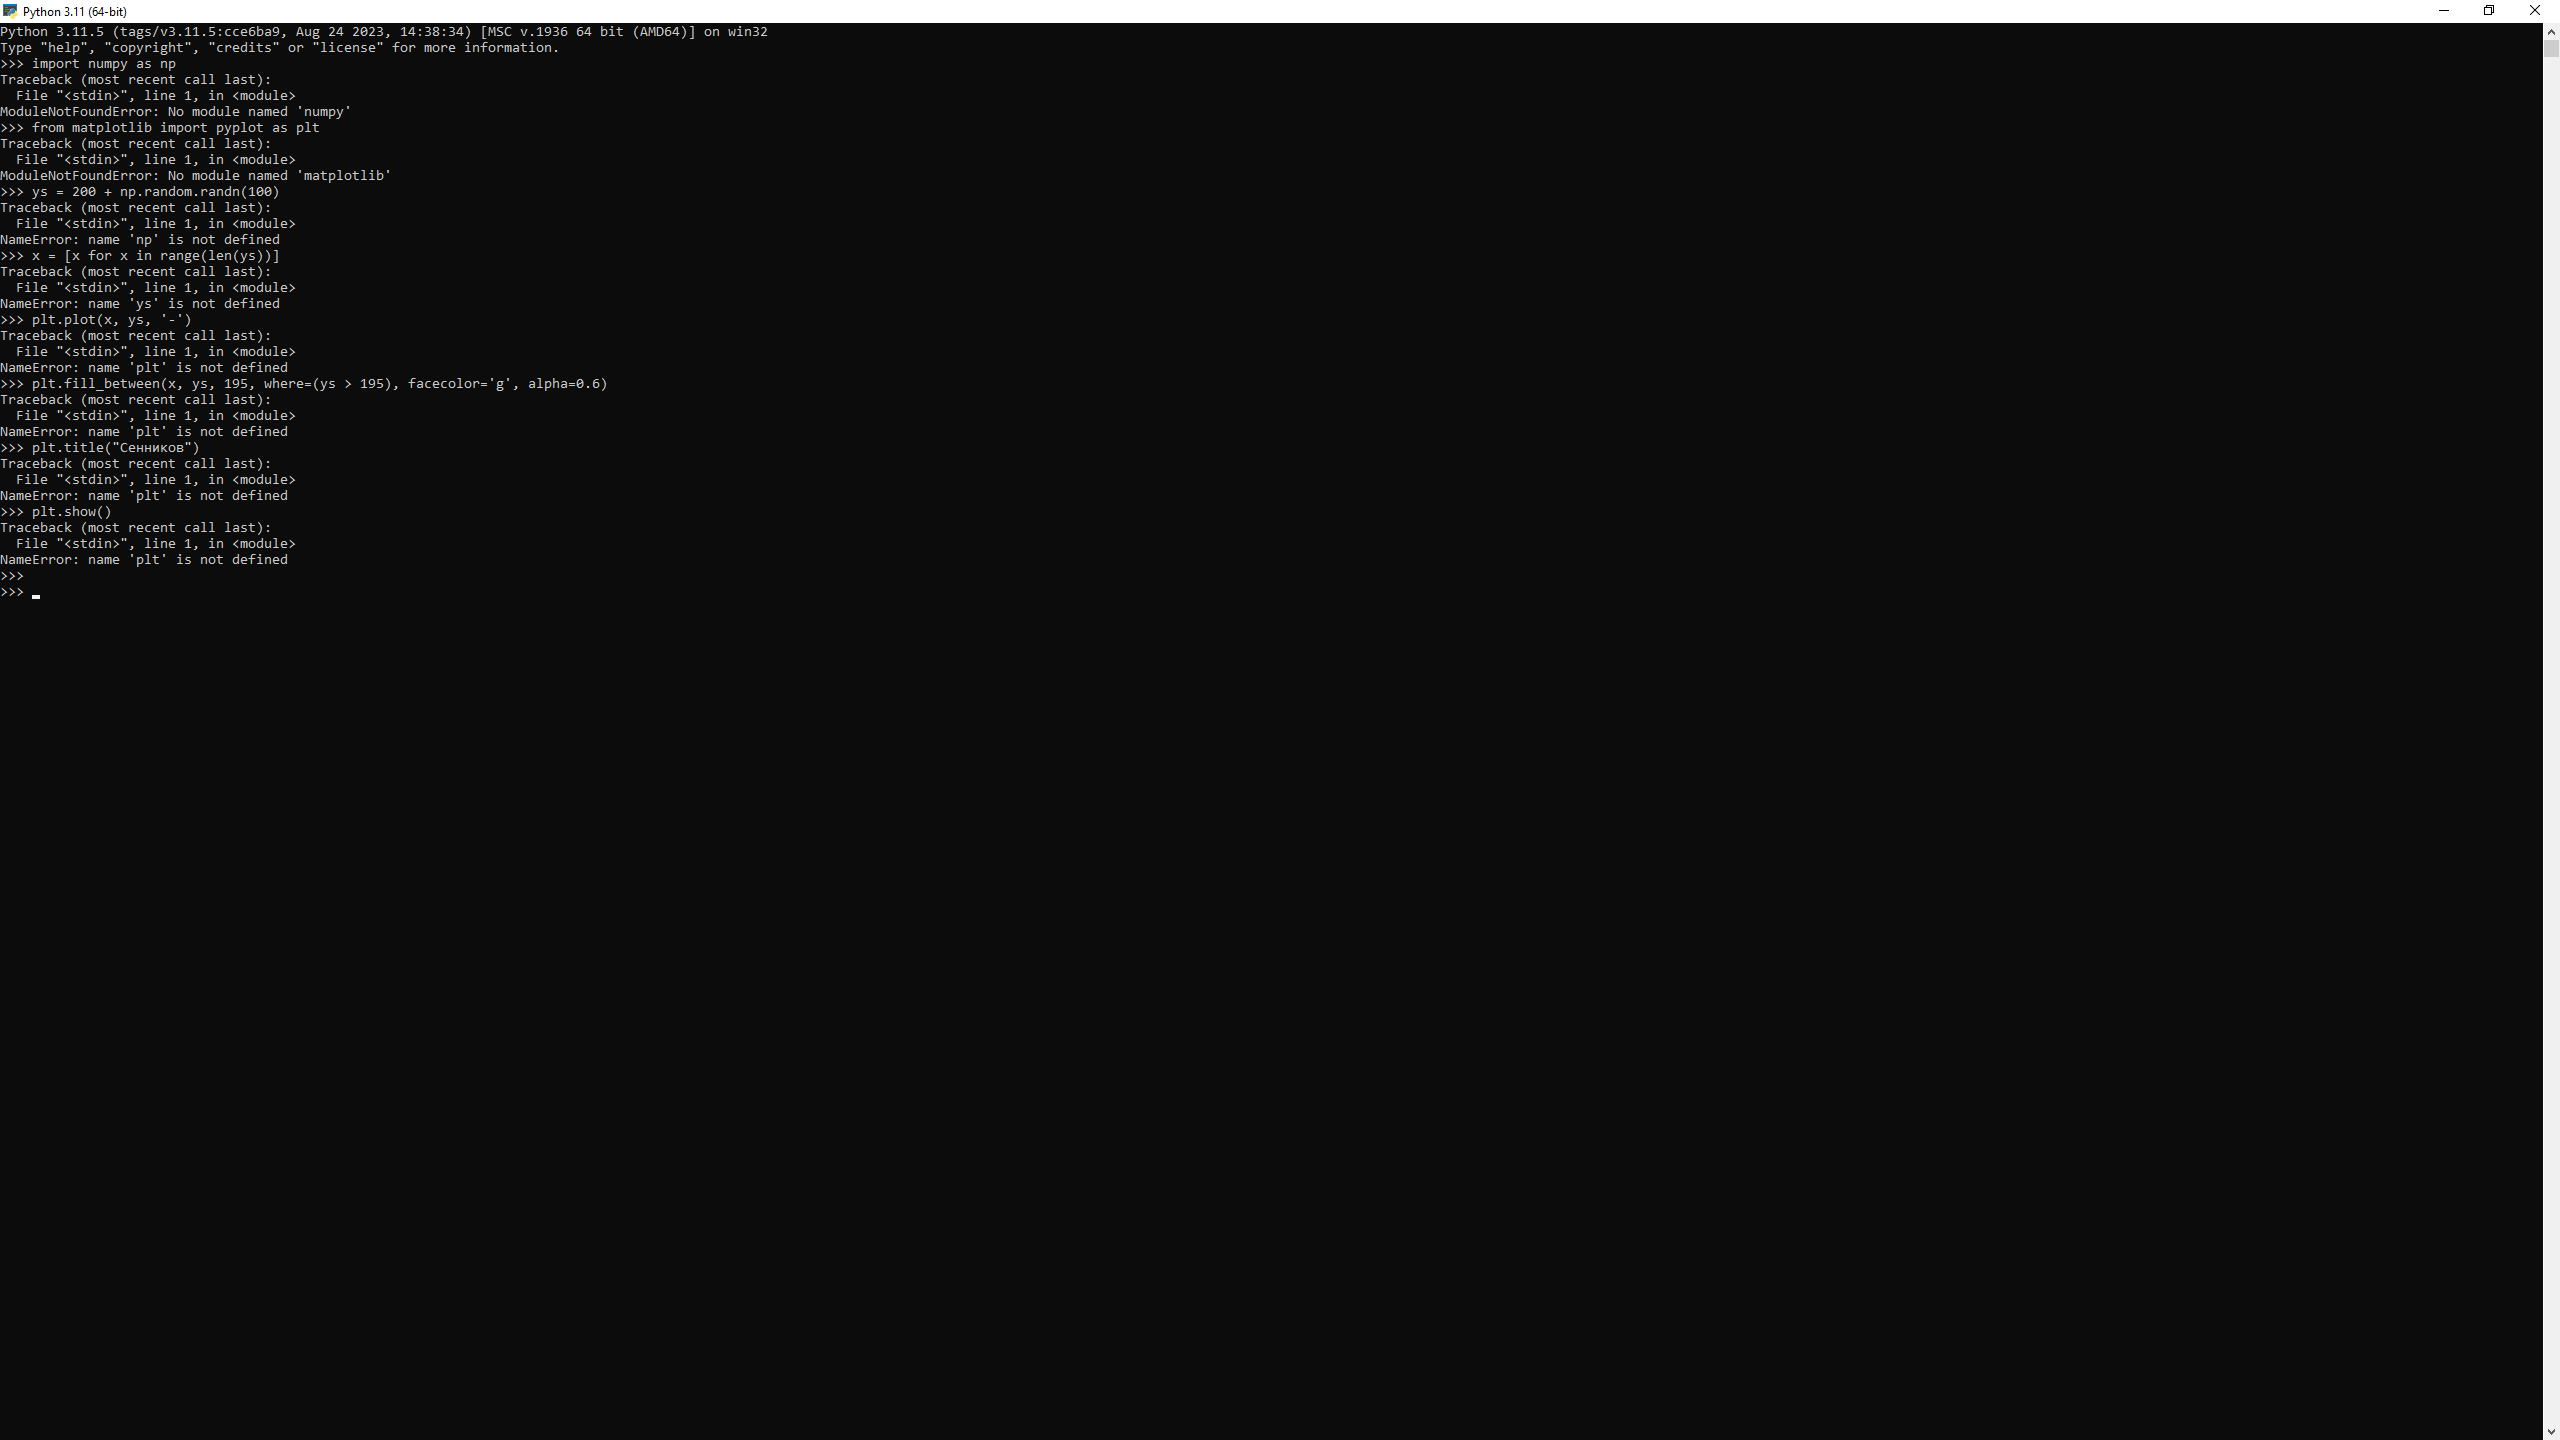 Python 3.11 (64-bit)
Python 3.11.5 (tags/v3.11.5:cce6ba9, Aug 24 2023, 14:38:34) [MSC v.1936 64 bit (AMD64)] on win32
Type "help", "copyright", "credits" or "license" for more information.
>>> import numpy as np
Traceback (most recent call last):
  File "<stdin>", line 1, in <module>
ModuleNotFoundError: No module named 'numpy'
>>> from matplotlib import pyplot as plt
Traceback (most recent call last):
  File "<stdin>", line 1, in <module>
ModuleNotFoundError: No module named 'matplotlib'
>>> ys = 200 + np.random.randn(100)
Traceback (most recent call last):
  File "<stdin>", line 1, in <module>
NameError: name 'np' is not defined
>>> x = [x for x in range(len(ys))]
Traceback (most recent call last):
  File "<stdin>", line 1, in <module>
NameError: name 'ys' is not defined
>>> plt.plot(x, ys, '-')
Traceback (most recent call last):
  File "<stdin>", line 1, in <module>
NameError: name 'plt' is not defined
>>> plt.fill_between(x, ys, 195, where=(ys > 195), facecolor='g', alpha=0.6)
Traceback (most recent call last):
  File "<stdin>", line 1, in <module>
NameError: name 'plt' is not defined
>>> plt.title("Сенников")
Traceback (most recent call last):
  File "<stdin>", line 1, in <module>
NameError: name 'plt' is not defined
>>> plt.show()
Traceback (most recent call last):
  File "<stdin>", line 1, in <module>
NameError: name 'plt' is not defined
>>>
>>>